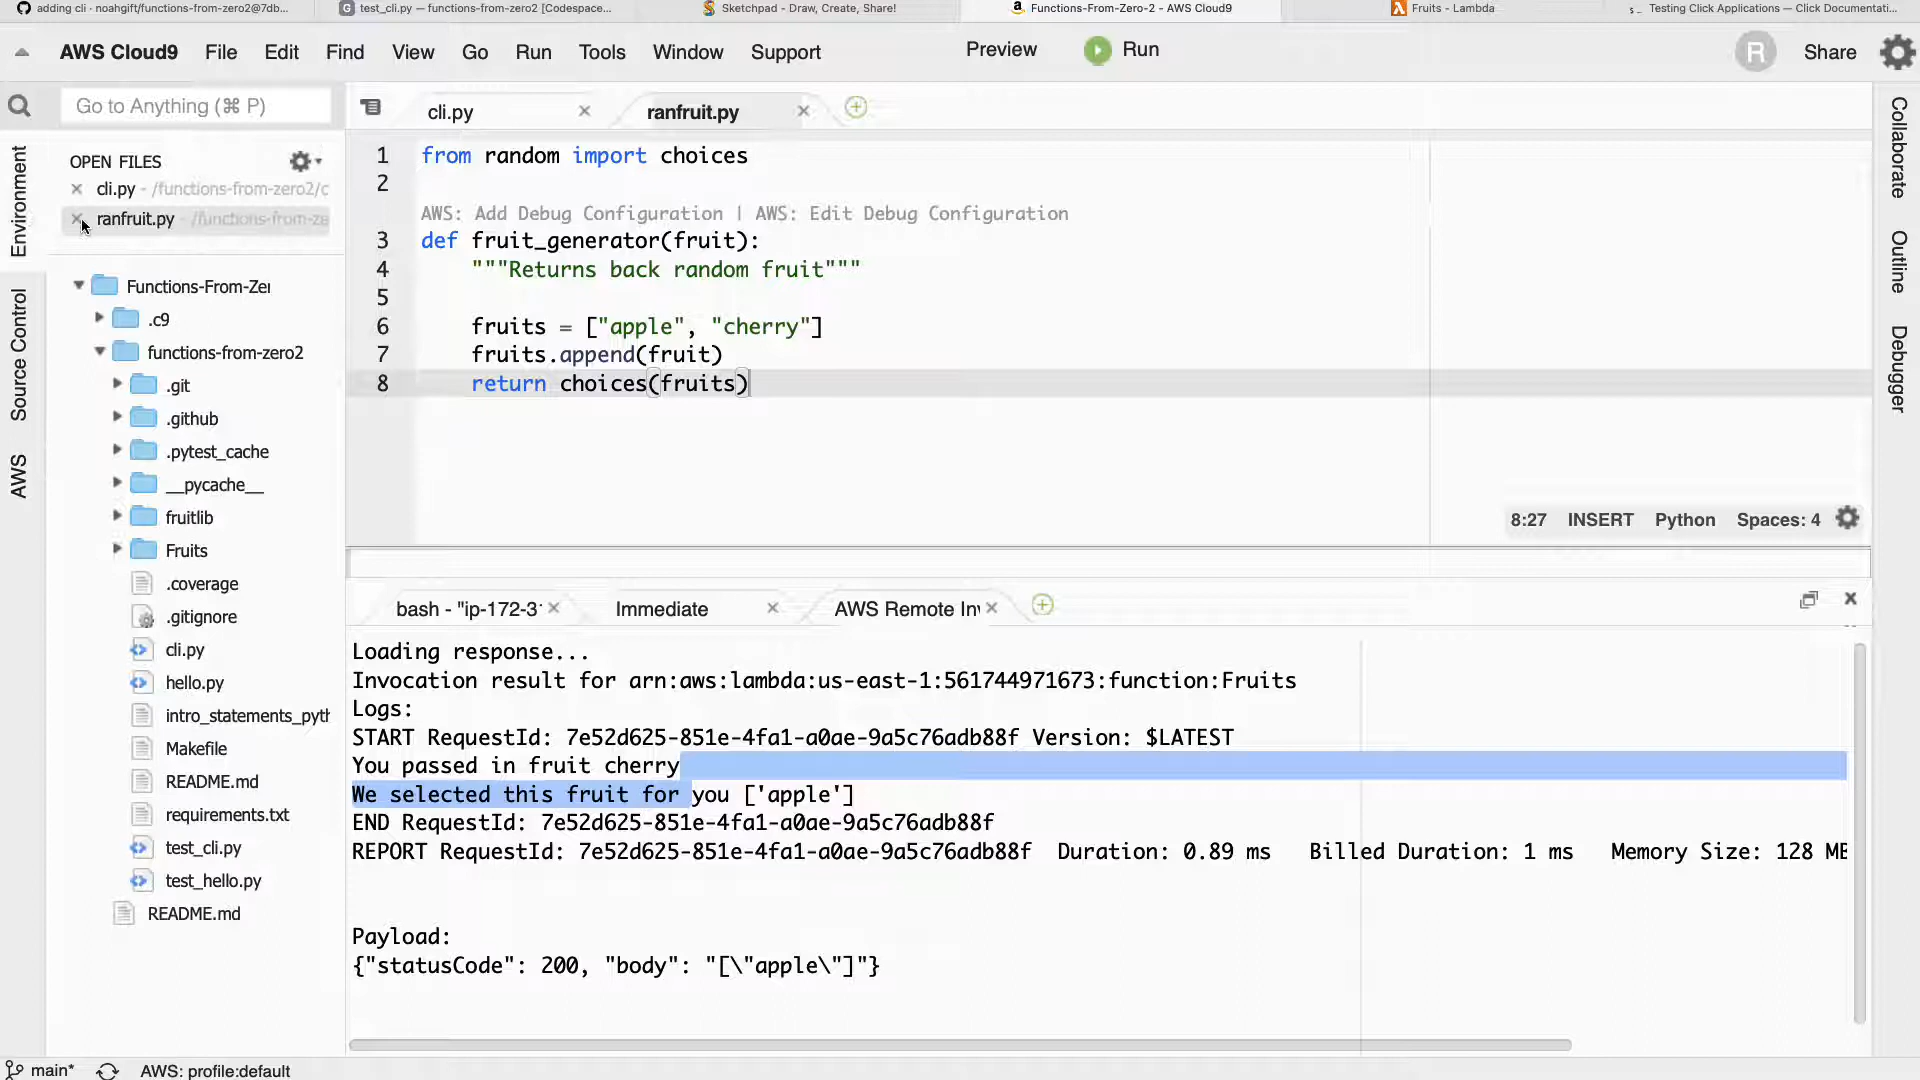 adding cli · noahgift/functions-from-zero2@7db...
test_cli.py — functions-from-zero2 [Codespace...
Sketchpad - Draw, Create, Share!
Functions-From-Zero-2 - AWS Cloud9
Fruits - Lambda
Testing Click Applications — Click Documentati...
AWS Cloud9 File Edit Find View Go Run Tools Window Support Preview Run R Share
Go to Anything (⌘ P)
cli.py
ranfruit.py
Environment
Source Control
AWS
OPEN FILES
cli.py - /functions-from-zero2/c
ranfruit.py - /functions-from-ze
Functions-From-Zer
.c9
functions-from-zero2
.git
.github
.pytest_cache
__pycache__
fruitlib
Fruits
.coverage
.gitignore
cli.py
hello.py
intro_statements_pyth
Makefile
README.md
requirements.txt
test_cli.py
test_hello.py
README.md
1 from random import choices
2
AWS: Add Debug Configuration | AWS: Edit Debug Configuration
3 def fruit_generator(fruit):
4 """Returns back random fruit"""
5
6 fruits = ["apple", "cherry"]
7 fruits.append(fruit)
8 return choices(fruits)
8:27 INSERT Python Spaces: 4
Collaborate
Outline
Debugger
bash - "ip-172-3
Immediate
AWS Remote Inv
Loading response...
Invocation result for arn:aws:lambda:us-east-1:561744971673:function:Fruits
Logs:
START RequestId: 7e52d625-851e-4fa1-a0ae-9a5c76adb88f Version: $LATEST
You passed in fruit cherry
We selected this fruit for you ['apple']
END RequestId: 7e52d625-851e-4fa1-a0ae-9a5c76adb88f
REPORT RequestId: 7e52d625-851e-4fa1-a0ae-9a5c76adb88f Duration: 0.89 ms Billed Duration: 1 ms Memory Size: 128 MB
Payload:
{"statusCode": 200, "body": "[\"apple\"]"}
main* AWS: profile:default